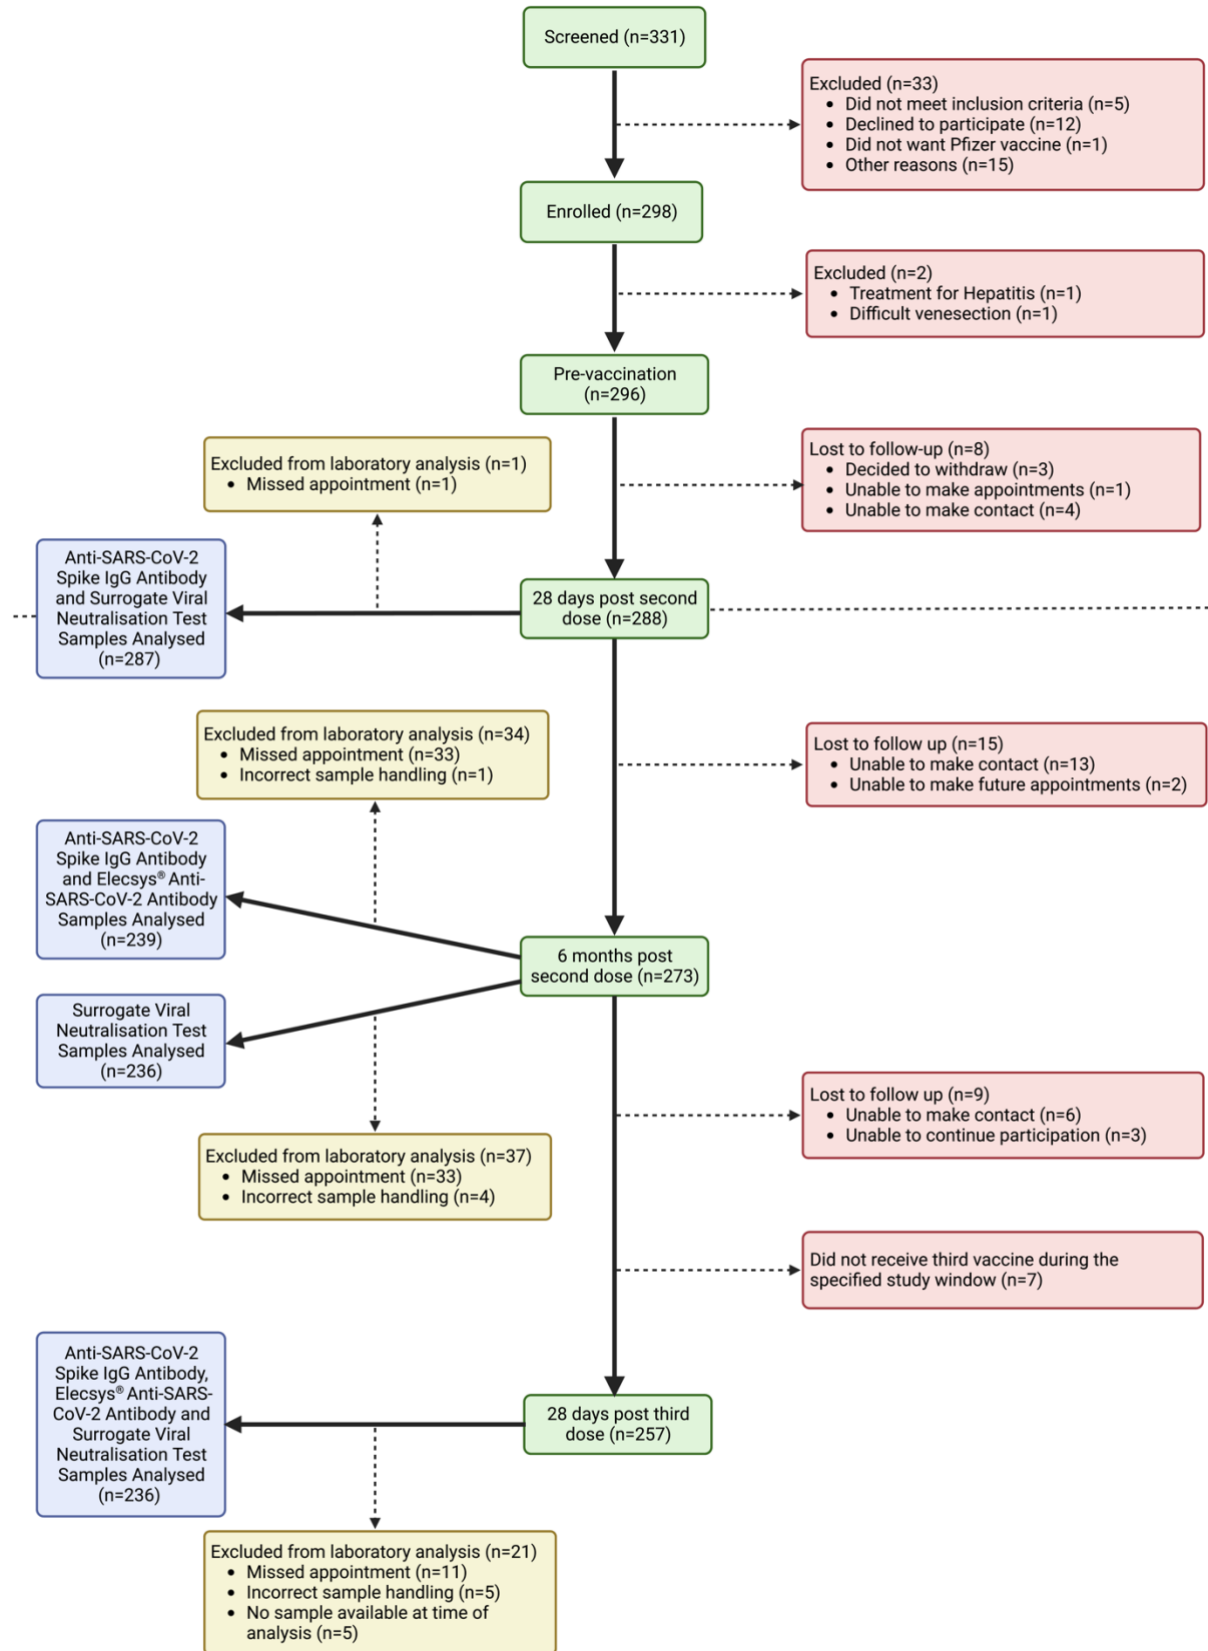 Screened (n=331)
Excluded (n=33)
• Did not meet inclusion criteria (n=5)
• Declined to participate (n=12)
• Did not want Pfizer vaccine (n=1)
• Other reasons (n=15)
Enrolled (n=298)
Excluded (n=2)
• Treatment for Hepatitis (n=1)
• Difficult venesection (n=1)
Pre-vaccination
(n=296)
Lost to follow-up (n=8)
• Decided to withdraw (n=3)
• Unable to make appointments (n=1)
• Unable to make contact (n=4)
Excluded from laboratory analysis (n=1)
• Missed appointment (n=1)
Anti-SARS-CoV-2
Spike IgG Antibody
and Surrogate Viral
Neutralisation Test
Samples Analysed
(n=287)
28 days post second
dose (n=288)
Excluded from laboratory analysis (n=34)
• Missed appointment (n=33)
• Incorrect sample handling (n=1)
Lost to follow up (n=15)
• Unable to make contact (n=13)
• Unable to make future appointments (n=2)
Anti-SARS-CoV-2
Spike IgG Antibody
and Elecsys® Anti-
SARS-CoV-2 Antibody
Samples Analysed
(n=239)
6 months post
second dose (n=273)
Surrogate Viral
Neutralisation Test
Samples Analysed
(n=236)
Lost to follow up (n=9)
• Unable to make contact (n=6)
• Unable to continue participation (n=3)
Excluded from laboratory analysis (n=37)
• Missed appointment (n=33)
• Incorrect sample handling (n=4)
Did not receive third vaccine during the
specified study window (n=7)
Anti-SARS-CoV-2
Spike IgG Antibody,
Elecsys® Anti-SARS-
CoV-2 Antibody and
Surrogate Viral
Neutralisation Test
Samples Analysed
(n=236)
28 days post third
dose (n=257)
Excluded from laboratory analysis (n=21)
• Missed appointment (n=11)
• Incorrect sample handling (n=5)
• No sample available at time of
analysis (n=5)